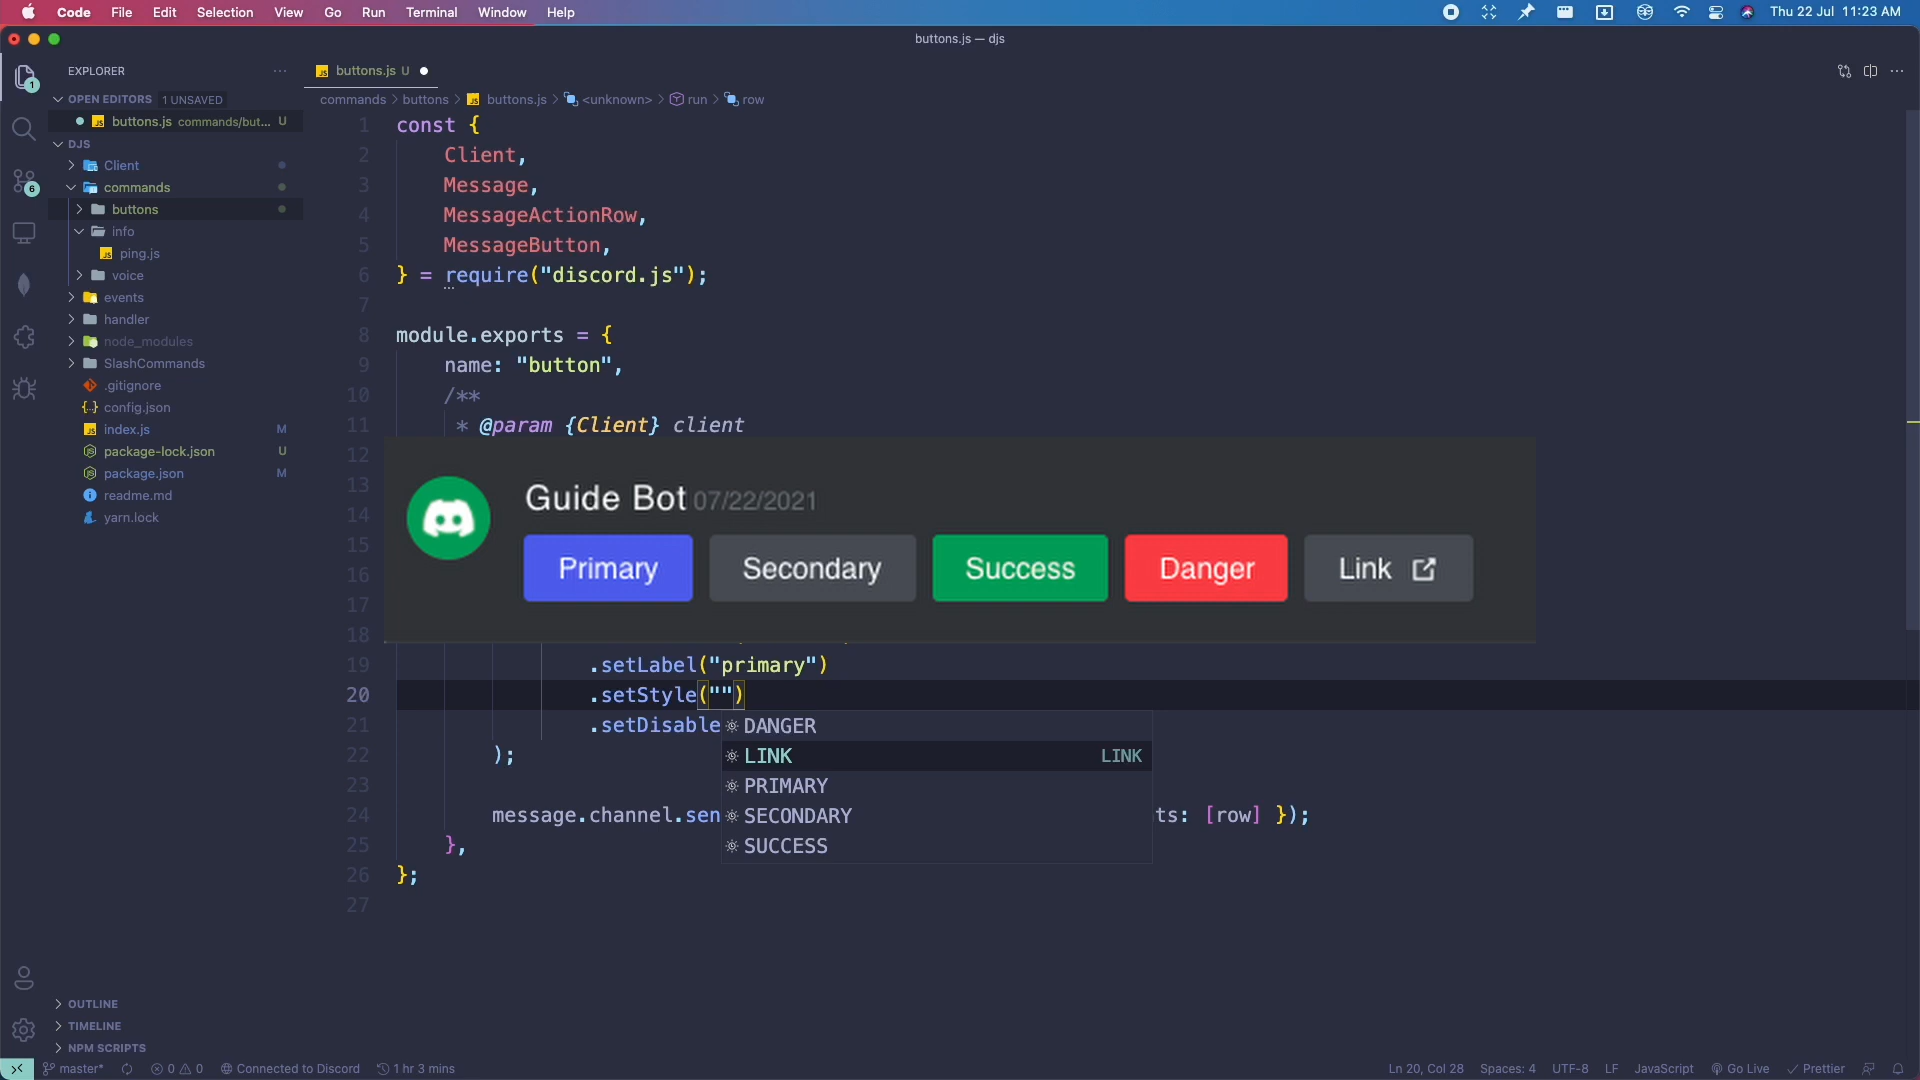 Code File Edit Selection View Go Run Terminal Window Help Thu 22 Jul 11:23 AM
buttons.js — djs
EXPLORER
buttons.js U
OPEN EDITORS 1 UNSAVED
commands > buttons > buttons.js > <unknown> > run > row
buttons.js commands/but... U
DJS
Client
commands
buttons
info
ping.js
voice
events
handler
node_modules
SlashCommands
.gitignore
config.json
index.js M
package-lock.json U
package.json M
readme.md
yarn.lock
1
6
OUTLINE
TIMELINE
NPM SCRIPTS
1 const {
2 Client,
3 Message,
4 MessageActionRow,
5 MessageButton,
6 } = require("discord.js");
7
8 module.exports = {
9 name: "button",
10 /**
11 * @param {Client} client
12
13
14
15
16
17
18
Guide Bot 07/22/2021
Primary Secondary Success Danger Link
19 .setLabel("primary")
20 .setStyle("")
21 .setDisable
22 );
23
24 message.channel.sen ts: [row] });
25 },
26 };
27
DANGER
LINK LINK
PRIMARY
SECONDARY
SUCCESS
master* 0 0 Connected to Discord 1 hr 3 mins Ln 20, Col 28 Spaces: 4 UTF-8 LF JavaScript Go Live Prettier